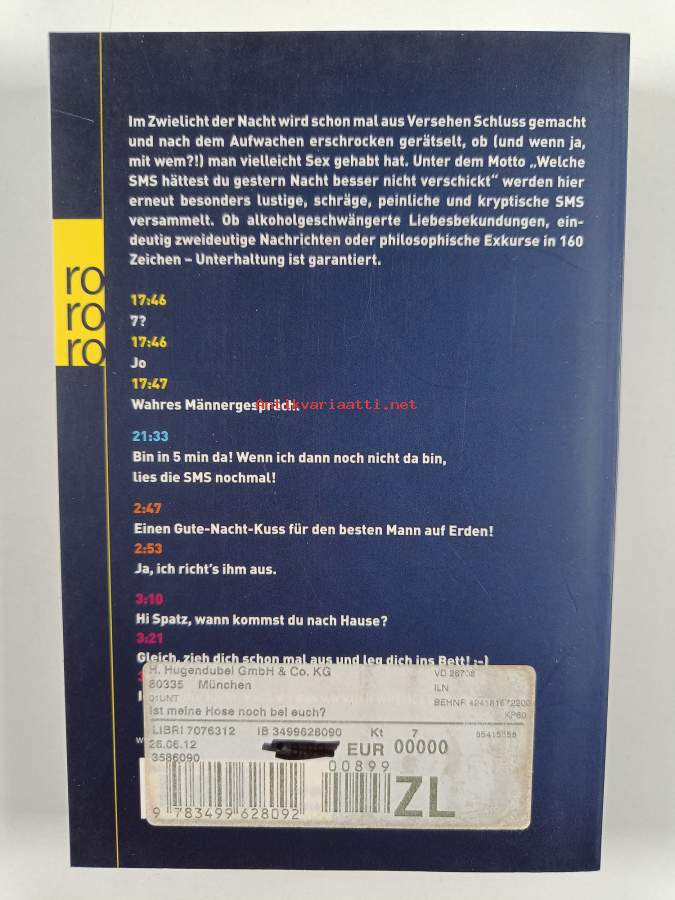 Im Zwielicht der Nacht wird schon mal aus Versehen Schluss gemacht
und nach dem Aufwachen erschrocken gerätselt, ob (und wenn ja,
mit wem?!) man vielleicht Sex gehabt hat. Unter dem Motto „Welche
SMS hättest du gestern Nacht besser nicht verschickt“ werden hier
erneut besonders lustige, schräge, peinliche und kryptische SMS
versammelt. Ob alkoholgeschwängerte Liebesbekundungen, ein-
deutig zweideutige Nachrichten oder philosophische Exkurse in 160
Zeichen – Unterhaltung ist garantiert.
ro
ro
ro
17:46
7?
17:46
Jo
17:47
Wahres Männergespräch.
Antikvariaatti.net
21:33
Bin in 5 min da! Wenn ich dann noch nicht da bin,
lies die SMS nochmal!
2:47
Einen Gute-Nacht-Kuss für den besten Mann auf Erden!
2:53
Ja, ich richt's ihm aus.
3:10
Hi Spatz, wann kommst du nach Hause?
3:21
Gleich, zieh dich schon mal aus und leg dich ins Bett! ;-)
H. Hugendubel GmbH & Co. KG
80335 München
VD 26708
ILN
01UNT
BEHNF 424181672200
Ist meine Hose noch bei euch?
KP60
LIBRI 7076312 IB 3499628090 Kt 7
26.06.12 EUR 00000
3586090 00899
ZL
9 783499 628092